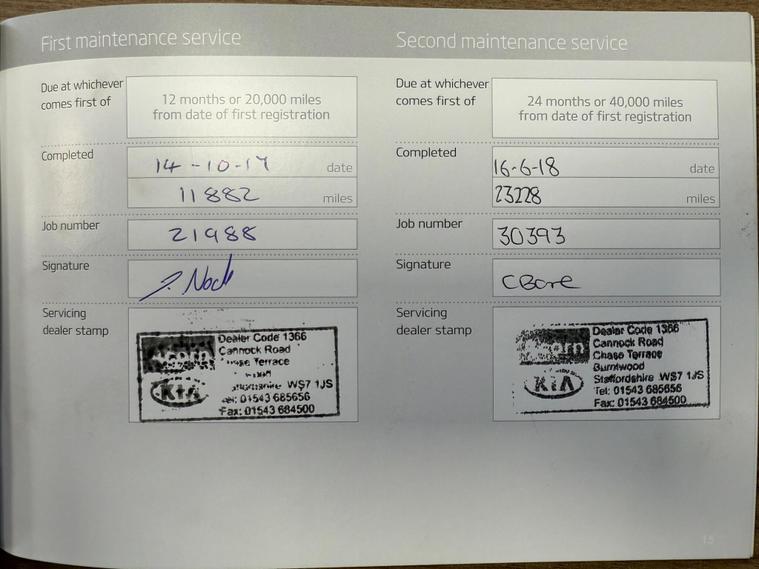 First maintenance service
Due at whichever
comes first of
12 months or 20,000 miles
from date of first registration
Completed
14-10-17 date
11882 miles
Job number
21988
Signature
Servicing
dealer stamp
Dealer Code 1366
Cannock Road
Terrace
WS7 1JS
01543 685656
Fax: 01543 684500
acorn
KIA
Second maintenance service
Due at whichever
comes first of
24 months or 40,000 miles
from date of first registration
Completed
16-6-18 date
23228 miles
Job number
30393
Signature
Servicing
dealer stamp
Dealer Code 1366
Cannock Road
Chase Terrace
Burntwood
Staffordshire WS7 1JS
Tel: 01543 685656
Fax: 01543 684500
KIA
15